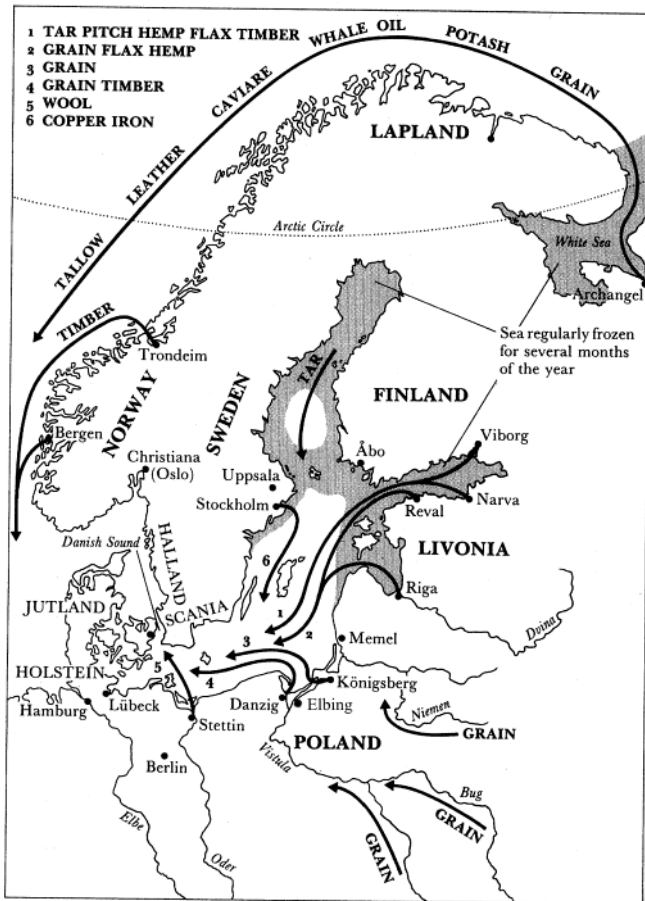 1 TAR PITCH HEMP FLAX TIMBER
2 GRAIN FLAX HEMP
3 GRAIN
4 GRAIN TIMBER
5 WOOL
6 COPPER IRON
TALLOW LEATHER CAVIARE WHALE OIL POTASH GRAIN
LAPLAND
Arctic Circle
White Sea
Archangel
TIMBER
Trondeim
Sea regularly frozen
for several months
of the year
TAR
NORWAY
SWEDEN
FINLAND
Bergen
Viborg
Christiana
(Oslo)
Åbo
Uppsala
Stockholm
Reval
Narva
Danish Sound
HALLAND
LIVONIA
6
JUTLAND
SCANIA
1
Riga
Dvina
2
Memel
3
5
4
HOLSTEIN
Königsberg
Lübeck
Danzig
Elbing
Hamburg
Stettin
Niemen
GRAIN
POLAND
Vistula
Berlin
Bug
GRAIN
Elbe
Oder
GRAIN